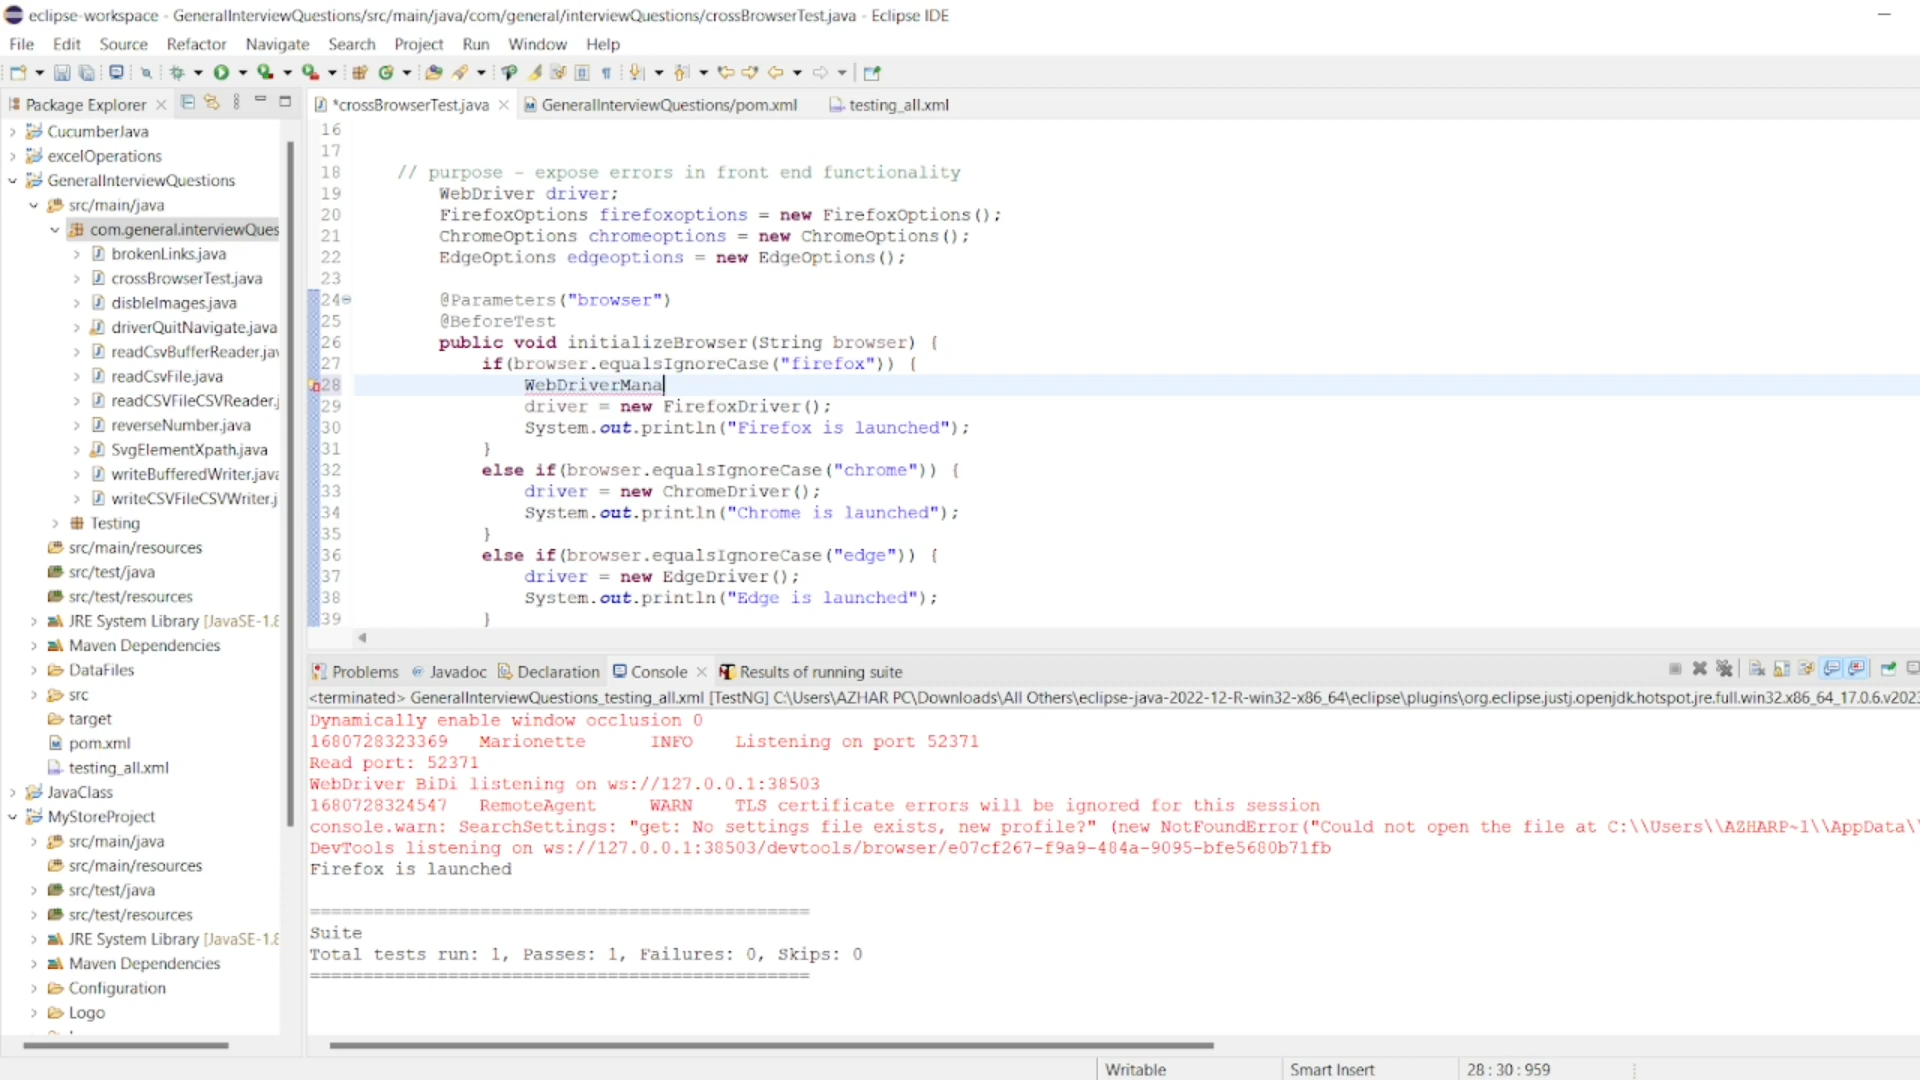 eclipse-workspace - GeneralInterviewQuestions/src/main/java/com/general/interviewQuestions/crossBrowserTest.java - Eclipse IDE
File Edit Source Refactor Navigate Search Project Run Window Help
Package Explorer
*crossBrowserTest.java GeneralInterviewQuestions/pom.xml testing_all.xml
CucumberJava
excelOperations
GeneralInterviewQuestions
src/main/java
com.general.interviewQues
brokenLinks.java
crossBrowserTest.java
disbleImages.java
driverQuitNavigate.java
readCsvBufferReader.jav
readCsvFile.java
readCSVFileCSVReader.j
reverseNumber.java
SvgElementXpath.java
writeBufferedWriter.java
writeCSVFileCSVWriter.j
Testing
src/main/resources
src/test/java
src/test/resources
JRE System Library [JavaSE-1.8
Maven Dependencies
DataFiles
src
target
pom.xml
testing_all.xml
JavaClass
MyStoreProject
src/main/java
src/main/resources
src/test/java
src/test/resources
JRE System Library [JavaSE-1.8
Maven Dependencies
Configuration
Logo
16
17
18 // purpose - expose errors in front end functionality
19 WebDriver driver;
20 FirefoxOptions firefoxoptions = new FirefoxOptions();
21 ChromeOptions chromeoptions = new ChromeOptions();
22 EdgeOptions edgeoptions = new EdgeOptions();
23
24 @Parameters("browser")
25 @BeforeTest
26 public void initializeBrowser(String browser) {
27 if(browser.equalsIgnoreCase("firefox")) {
28 WebDriverMana
29 driver = new FirefoxDriver();
30 System.out.println("Firefox is launched");
31 }
32 else if(browser.equalsIgnoreCase("chrome")) {
33 driver = new ChromeDriver();
34 System.out.println("Chrome is launched");
35 }
36 else if(browser.equalsIgnoreCase("edge")) {
37 driver = new EdgeDriver();
38 System.out.println("Edge is launched");
39 }
Problems Javadoc Declaration Console Results of running suite
<terminated> GeneralInterviewQuestions_testing_all.xml [TestNG] C:\Users\AZHAR PC\Downloads\All Others\eclipse-java-2022-12-R-win32-x86_64\eclipse\plugins\org.eclipse.justj.openjdk.hotspot.jre.full.win32.x86_64_17.0.6.v2023
Dynamically enable window occlusion 0
1680728323369 Marionette INFO Listening on port 52371
Read port: 52371
WebDriver BiDi listening on ws://127.0.0.1:38503
1680728324547 RemoteAgent WARN TLS certificate errors will be ignored for this session
console.warn: SearchSettings: "get: No settings file exists, new profile?" (new NotFoundError("Could not open the file at C:\\Users\\AZHARP~1\\AppData\\
DevTools listening on ws://127.0.0.1:38503/devtools/browser/e07cf267-f9a9-484a-9095-bfe5680b71fb
Firefox is launched
===============================================
Suite
Total tests run: 1, Passes: 1, Failures: 0, Skips: 0
===============================================
Writable Smart Insert 28 : 30 : 959